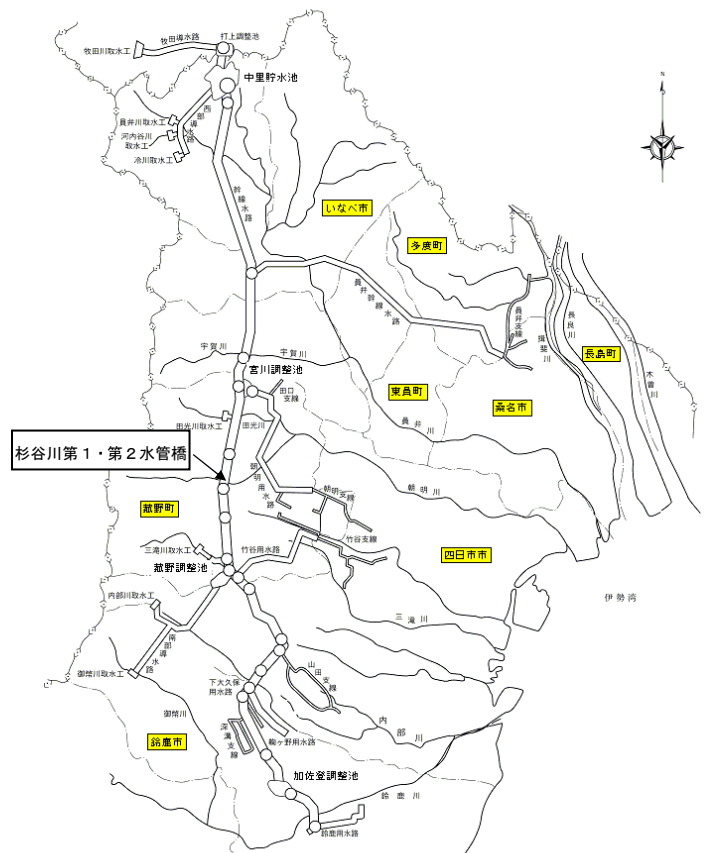 牧田導水路
打上調整池
牧田川取水工
中里貯水池
員弁川取水工
河内谷川
取水工
冷川取水工
西部導水路
幹線水路
N
いなべ市
多度町
員弁幹線水路
員弁支線
揖斐川
長良川
長島町
木曽川
宇賀川
宇賀川
宮川調整池
田口
支線
東員町
桑名市
員弁川
田光川取水工
田光川
杉谷川第1・第2水管橋
朝明用水路
朝明支線
朝明川
菰野町
竹谷支線
三滝川取水工
竹谷用水路
四日市市
菰野調整池
内部川取水工
三滝川
伊勢湾
南部導水路
御幣川取水工
下大久保
用水路
山田支線
御幣川
内部川
深溝支線
鞠ヶ野用水路
鈴鹿市
加佐登調整池
鈴鹿川
鈴鹿用水路